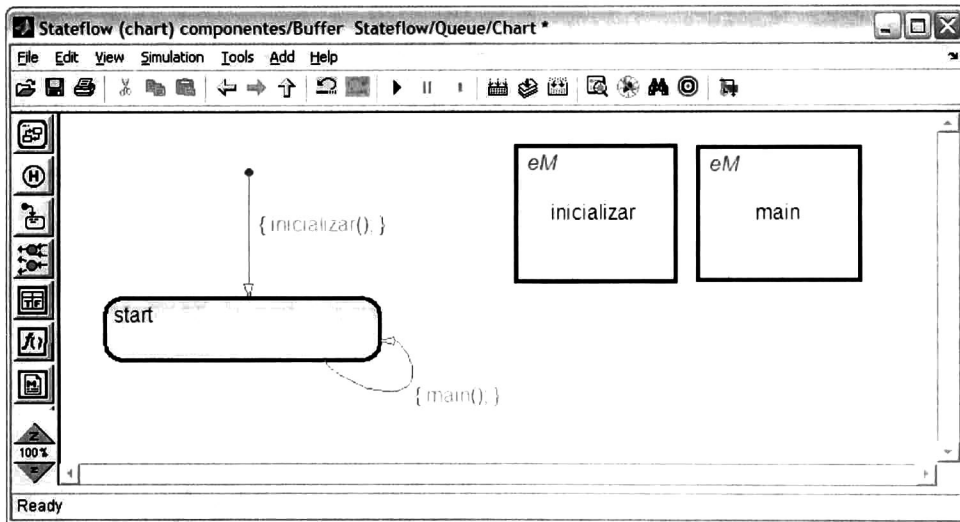 Stateflow (chart) componentes/Buffer Stateflow/Queue/Chart *
File Edit View Simulation Tools Add Help
eM
inicializar
eM
main
{ inicializar(); }
start
{ main(); }
100%
Ready